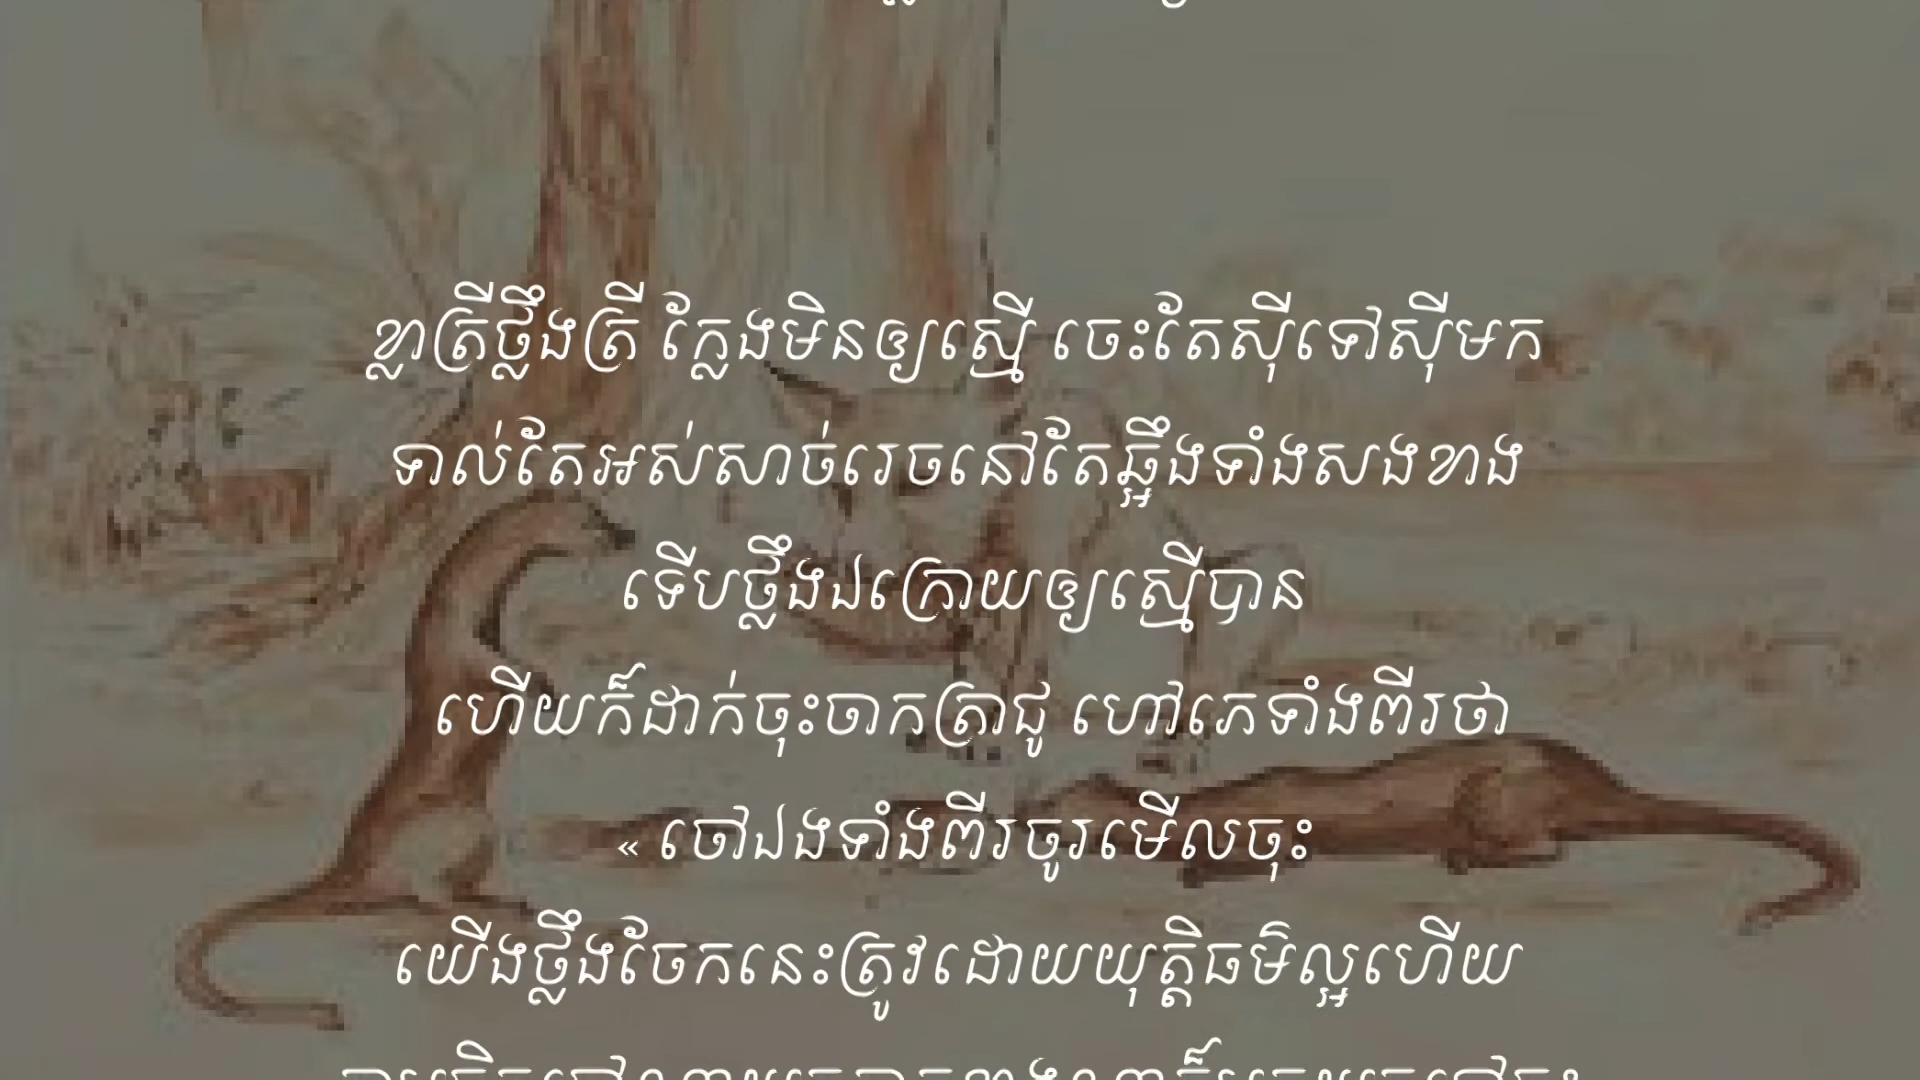 ខ្លាត្រីថ្លឹងត្រី ក្លែងមិនឲ្យស្មើ ចេះតែស៊ីទៅស៊ីមក
ទាល់តែអស់សាច់រេចនៅតែឆ្អឹងទាំងសងខាង
ទើបថ្លឹងឯក្រោយឲ្យស្មើបាន
ហើយក៏ដាក់ចុះចាកត្រាជូ ហៅភេទាំងពីរថា
« ចៅឯងទាំងពីរចូរមើលចុះ
យើងថ្លឹងចែកនេះត្រូវដោយយុត្តិធម៌ល្អហើយ